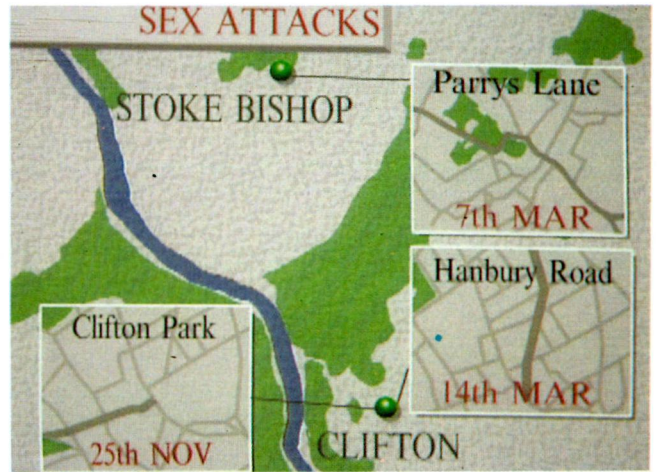 SEX ATTACKS
STOKE BISHOP
Parrys Lane
7th MAR
Hanbury Road
14th MAR
Clifton Park
25th NOV
CLIFTON